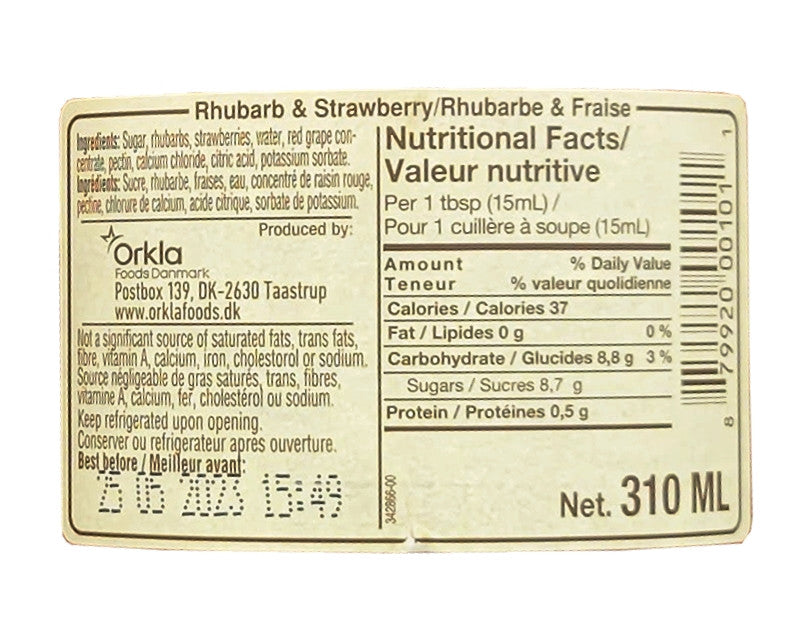 Rhubarb & Strawberry/Rhubarbe & Fraise
Ingredients: Sugar, rhubarbs, strawberries, water, red grape con-
centrate, pectin, calcium chloride, citric acid, potassium sorbate.
Ingrédients: Sucre, rhubarbe, fraises, eau, concentré de raisin rouge,
pectine, chlorure de calcium, acide citrique, sorbate de potassium.
Produced by:
Orkla
Foods Danmark
Postbox 139, DK-2630 Taastrup
www.orklafoods.dk
Not a significant source of saturated fats, trans fats,
fibre, vitamin A, calcium, iron, cholestorol or sodium.
Source négligeable de gras saturés, trans, fibres,
vitamine A, calcium, fer, cholestérol ou sodium.
Keep refrigerated upon opening.
Conserver ou refrigerateur aprés ouverture.
Best before / Meilleur avant:
25 05 2023 15:49
342866-00
Nutritional Facts/
Valeur nutritive
Per 1 tbsp (15mL) /
Pour 1 cuillère à soupe (15mL)
Amount % Daily Value
Teneur % valeur quotidienne
Calories / Calories 37
Fat / Lipides 0 g 0 %
Carbohydrate / Glucides 8,8 g 3 %
Sugars / Sucres 8,7 g
Protein / Protéines 0,5 g
Net. 310 ML
8 79920 00101 1